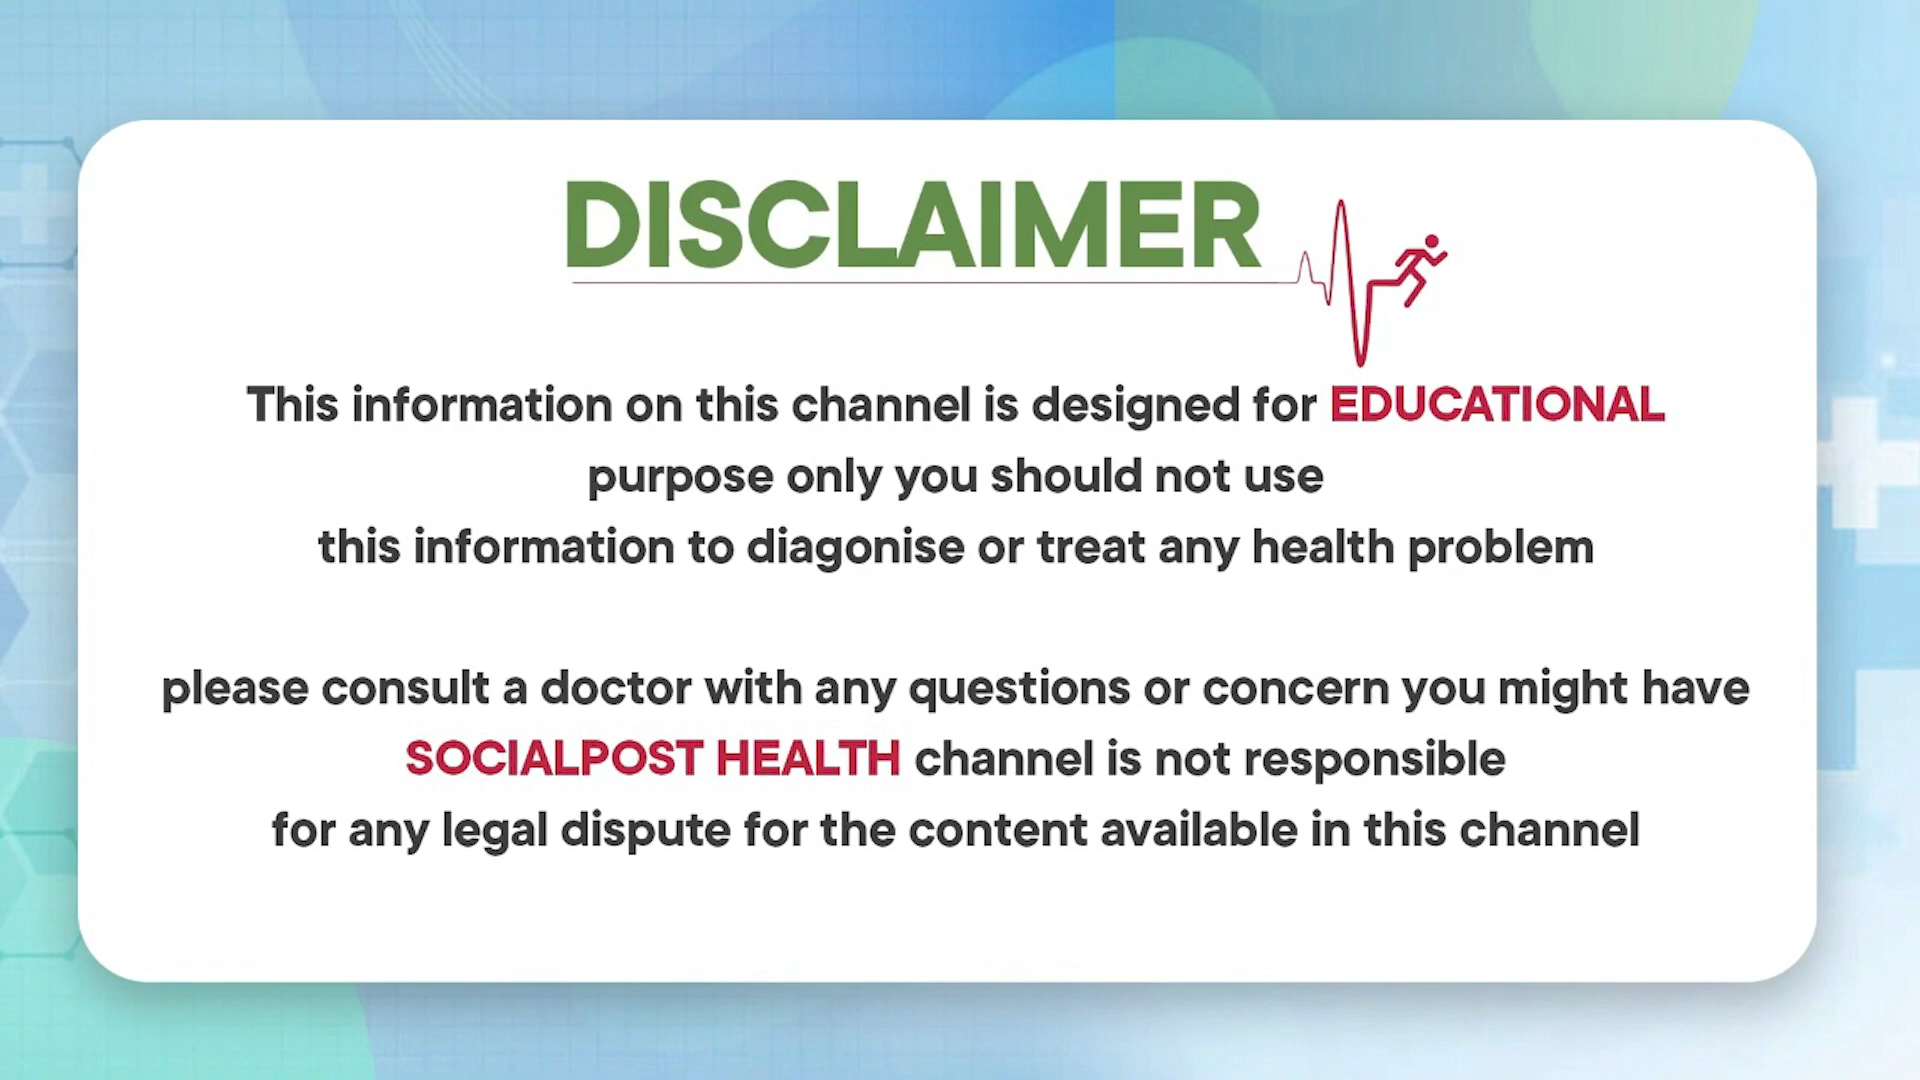 DISCLAIMER
This information on this channel is designed for EDUCATIONAL
purpose only you should not use
this information to diagonise or treat any health problem
please consult a doctor with any questions or concern you might have
SOCIALPOST HEALTH channel is not responsible
for any legal dispute for the content available in this channel